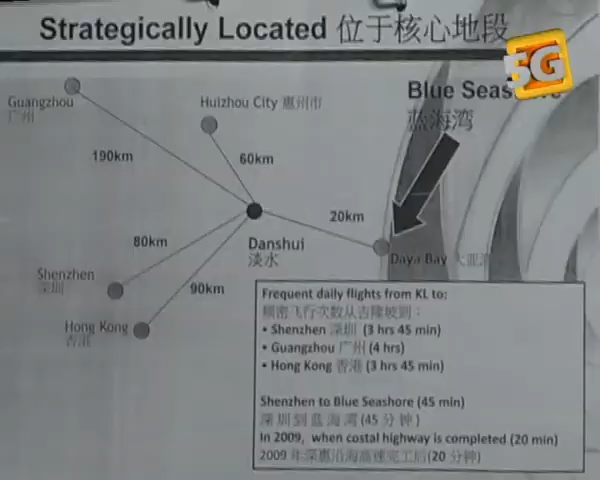 Strategically Located 位于核心地段
5G
Blue Seashore
蓝海湾
Guangzhou
广州
Huizhou City 惠州市
190km
60km
20km
80km
Danshui
淡水
Daya Bay 大亚湾
Shenzhen
深圳
90km
Hong Kong
香港
Frequent daily flights from KL to:
频密飞行次数从吉隆坡到：
• Shenzhen 深圳 (3 hrs 45 min)
• Guangzhou 广州 (4 hrs)
• Hong Kong 香港 (3 hrs 45 min)
Shenzhen to Blue Seashore (45 min)
深圳到蓝海湾 (45 分钟)
In 2009, when costal highway is completed (20 min)
2009 年深惠沿海高速完工后(20 分钟)